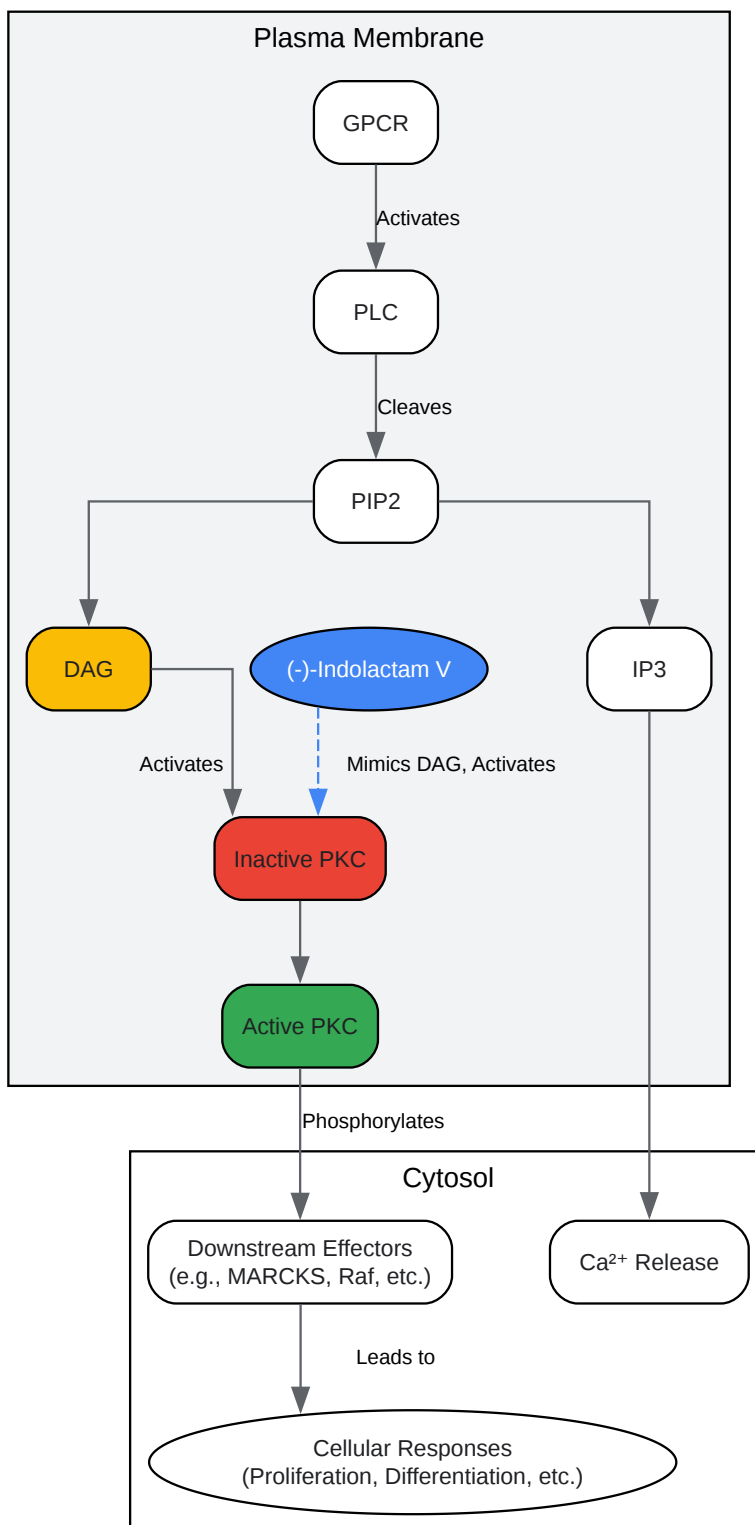 Plasma Membrane
GPCR
Activates
PLC
Cleaves
PIP2
DAG
(-)-Indolactam V
IP3
Activates
Mimics DAG, Activates
Inactive PKC
Active PKC
Phosphorylates
Cytosol
Downstream Effectors
(e.g., MARCKS, Raf, etc.)
Ca²⁺ Release
Leads to
Cellular Responses
(Proliferation, Differentiation, etc.)